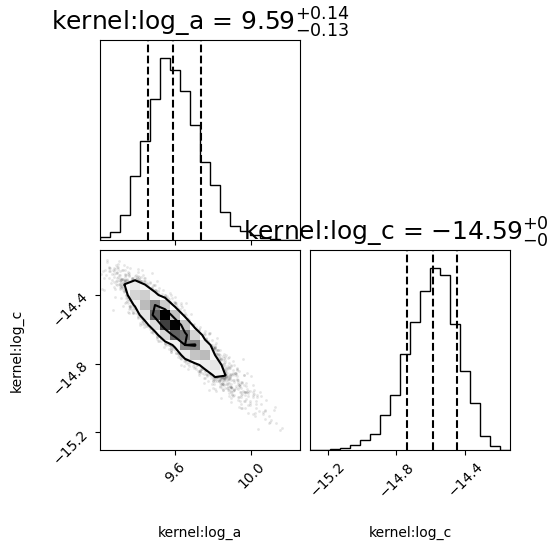 kernel:log_a = 9.59+0.14−0.13
kernel:log_c = −14.59+0−0
−14.4
−14.8
−15.2
kernel:log_c
9.6
10.0
−15.2
−14.8
−14.4
kernel:log_a
kernel:log_c